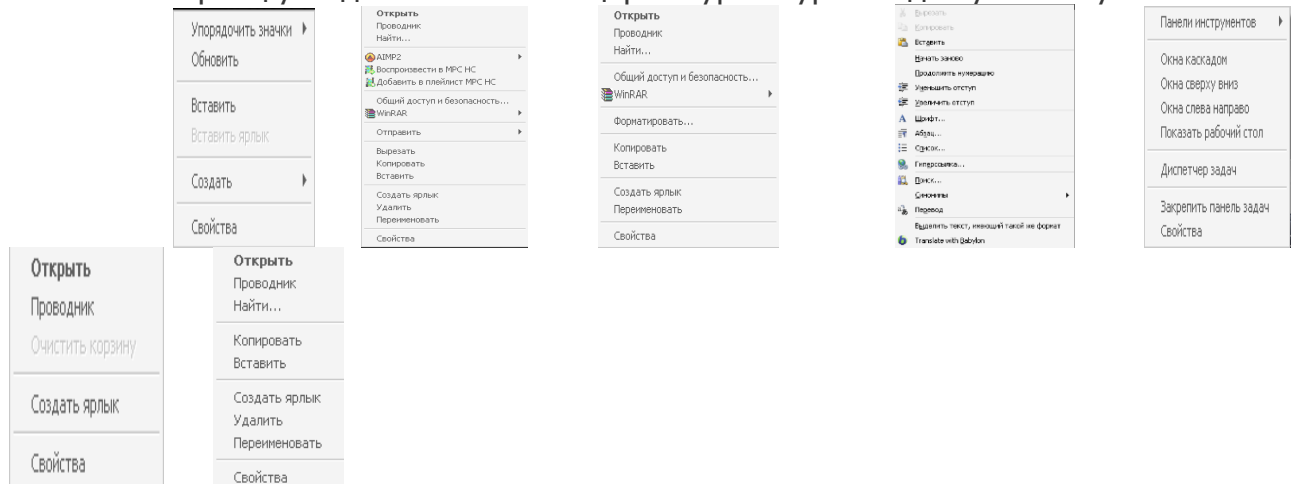 Упорядочить значки
Обновить
Вставить
Вставить ярлык
Создать
Свойства
Открыть
Проводник
Найти...
AIMP2
Воспроизвести в MPC HC
Добавить в плейлист MPC HC
Общий доступ и безопасность...
WinRAR
Отправить
Вырезать
Копировать
Вставить
Создать ярлык
Удалить
Переименовать
Свойства
Открыть
Проводник
Найти...
Общий доступ и безопасность...
WinRAR
Форматировать...
Копировать
Вставить
Создать ярлык
Переименовать
Свойства
Вырезать
Копировать
Вставить
Начать заново
Продолжить нумерацию
Уменьшить отступ
Увеличить отступ
Шрифт...
Абзац...
Список...
Гиперссылка...
Поиск...
Синонимы
Перевод
Выделить текст, имеющий такой же формат
Translate with Babylon
Панели инструментов
Окна каскадом
Окна сверху вниз
Окна слева направо
Показать рабочий стол
Диспетчер задач
Закрепить панель задач
Свойства
Открыть
Проводник
Очистить корзину
Создать ярлык
Свойства
Открыть
Проводник
Найти...
Копировать
Вставить
Создать ярлык
Удалить
Переименовать
Свойства